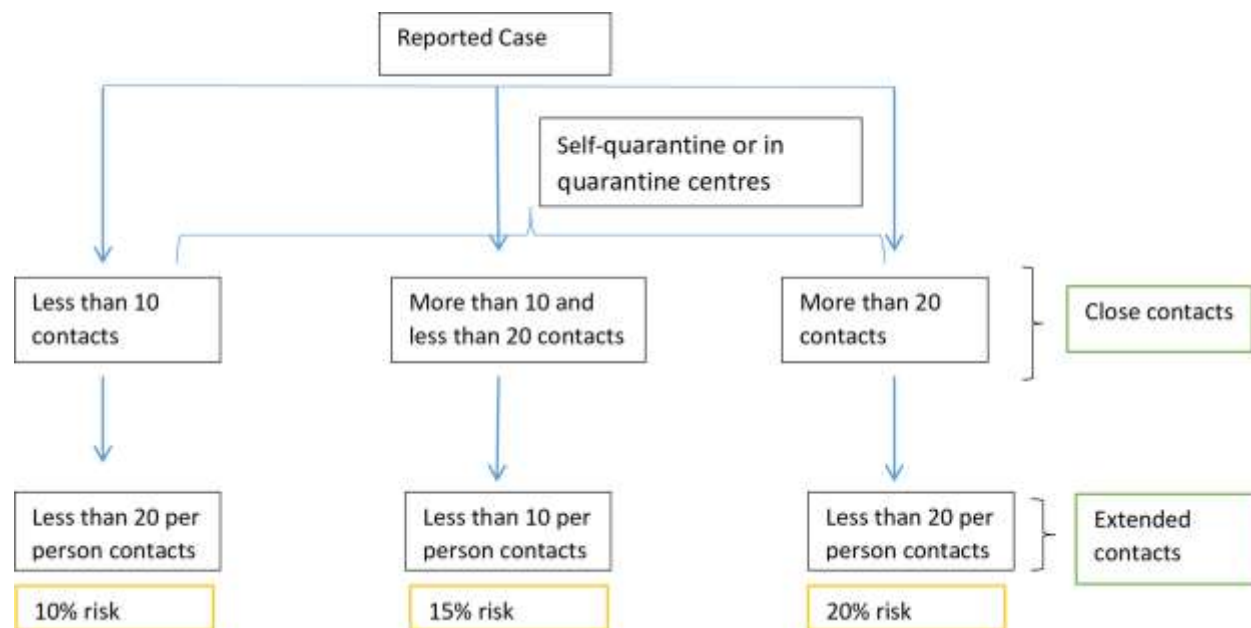 Reported Case
Self-quarantine or in
quarantine centres
Less than 10
contacts
More than 10 and
less than 20 contacts
More than 20
contacts
Close contacts
Less than 20 per
person contacts
Less than 10 per
person contacts
Less than 20 per
person contacts
Extended
contacts
10% risk
15% risk
20% risk